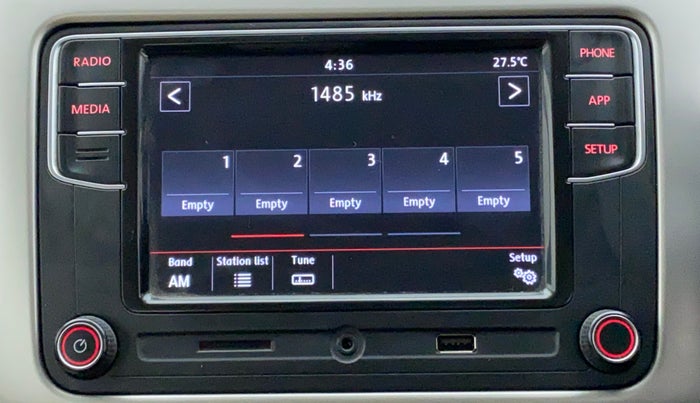 RADIO
MEDIA
4:36
27.5°C
<
1485 kHz
>
1
2
3
4
5
Empty
Empty
Empty
Empty
Empty
Band
AM
Station list
Tune
Setup
PHONE
APP
SETUP